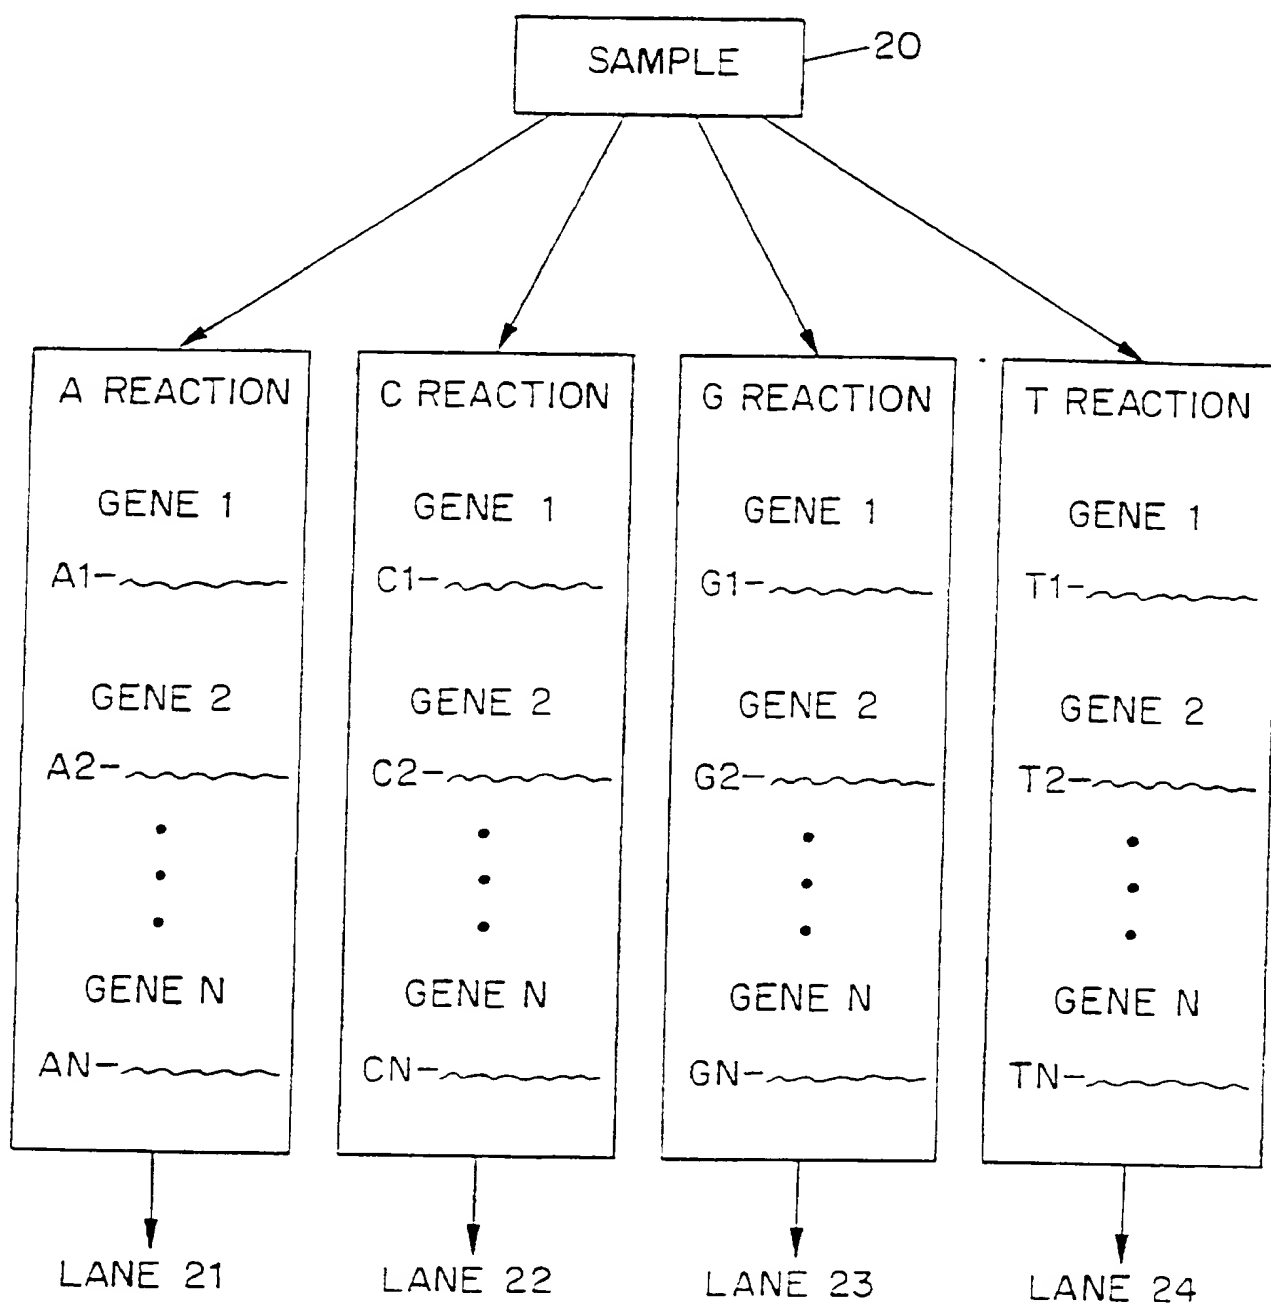 SAMPLE
20
A REACTION
GENE 1
A1-
GENE 2
A2-
GENE N
AN-
LANE 21
C REACTION
GENE 1
C1-
GENE 2
C2-
GENE N
CN-
LANE 22
G REACTION
GENE 1
G1-
GENE 2
G2-
GENE N
GN-
LANE 23
T REACTION
GENE 1
T1-
GENE 2
T2-
GENE N
TN-
LANE 24